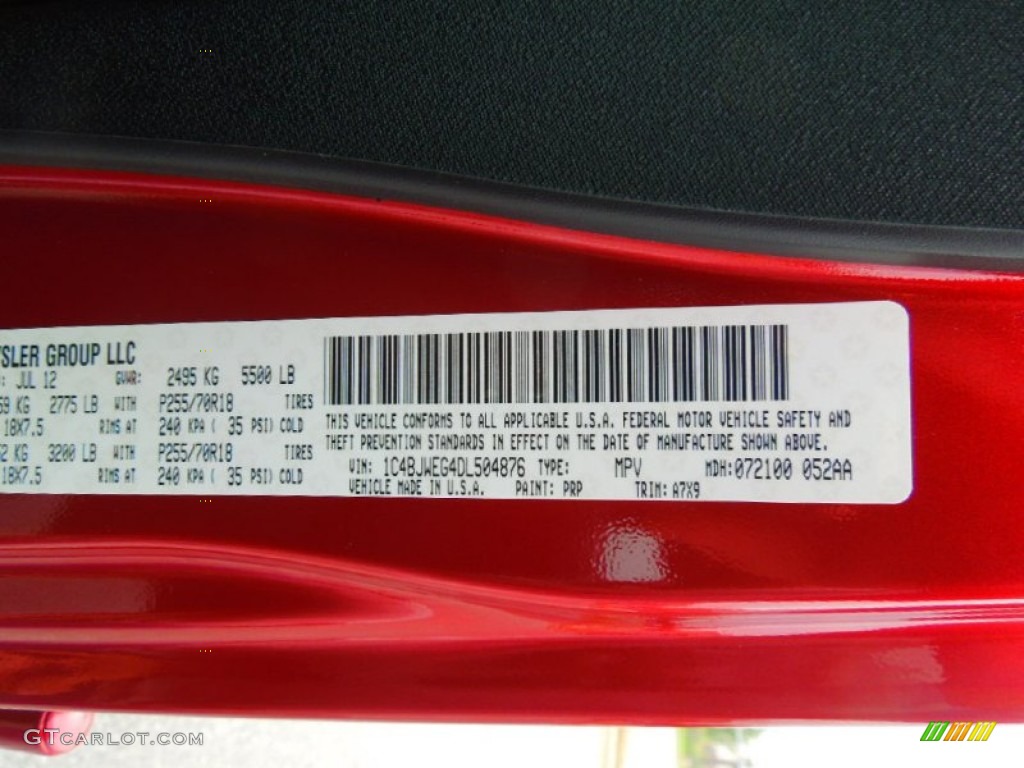 SLER GROUP LLC
: JUL 12 GVWR: 2495 KG 5500 LB
59 KG 2775 LB WITH P255/70R18 TIRES
18X7.5 RIMS AT 240 KPA ( 35 PSI) COLD
52 KG 3200 LB WITH P255/70R18 TIRES
18X7.5 RIMS AT 240 KPA ( 35 PSI) COLD
THIS VEHICLE CONFORMS TO ALL APPLICABLE U.S.A. FEDERAL MOTOR VEHICLE SAFETY AND
THEFT PREVENTION STANDARDS IN EFFECT ON THE DATE OF MANUFACTURE SHOWN ABOVE.
VIN: 1C4BJWEG4DL504876 TYPE: MPV MDH:072100 052AA
VEHICLE MADE IN U.S.A. PAINT: PRP TRIM: A7X9
GTCARLOT.COM